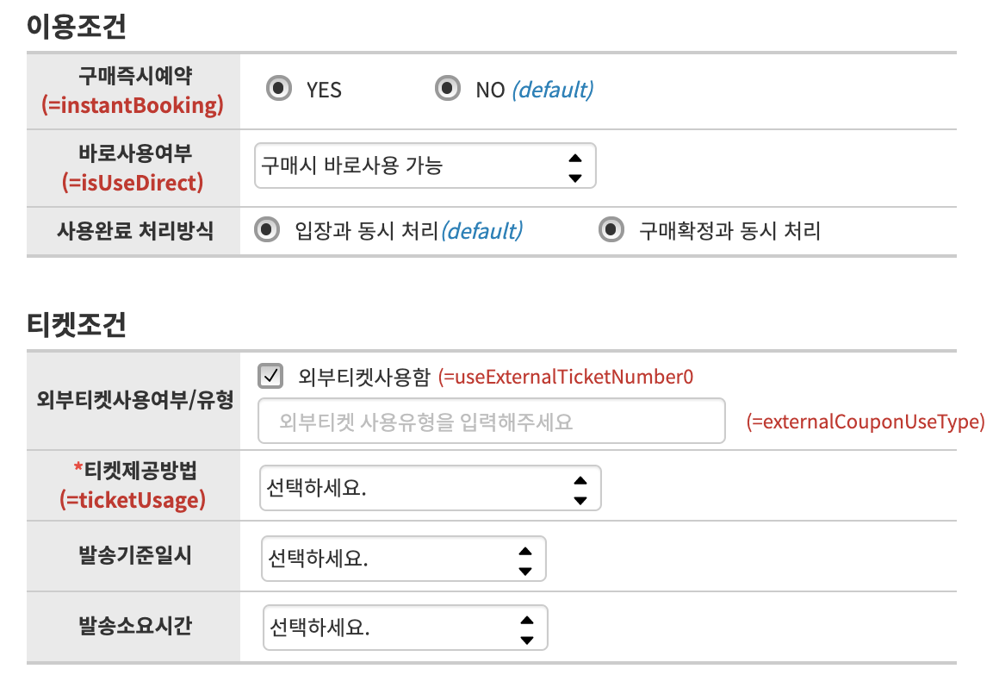 이용조건
구매즉시예약
(=instantBooking)
YES
NO (default)
바로사용여부
(=isUseDirect)
구매시 바로사용 가능
사용완료 처리방식
입장과 동시 처리(default)
구매확정과 동시 처리
티켓조건
외부티켓사용여부/유형
외부티켓사용함 (=useExternalTicketNumber0
외부티켓 사용유형을 입력해주세요
(=externalCouponUseType)
*티켓제공방법
(=ticketUsage)
선택하세요.
발송기준일시
선택하세요.
발송소요시간
선택하세요.